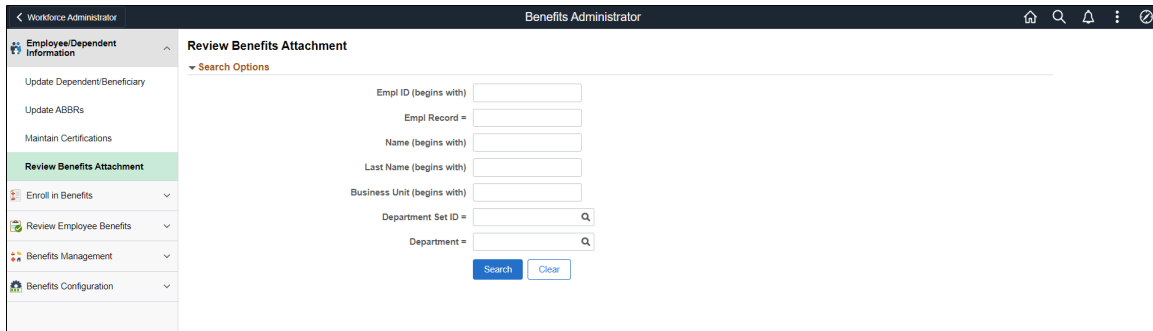 Workforce Administrator
Benefits Administrator
Employee/Dependent
Information
Update Dependent/Beneficiary
Update ABBRs
Maintain Certifications
Review Benefits Attachment
Enroll in Benefits
Review Employee Benefits
Benefits Management
Benefits Configuration
Review Benefits Attachment
Search Options
Empl ID (begins with)
Empl Record =
Name (begins with)
Last Name (begins with)
Business Unit (begins with)
Department Set ID =
Department =
Search Clear